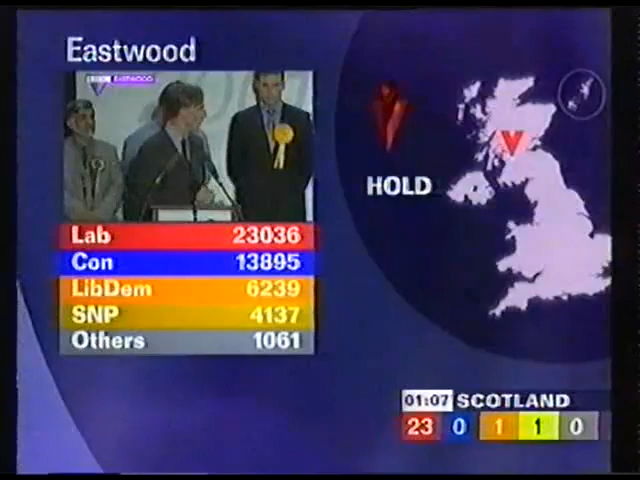 Eastwood
EASTWOOD
HOLD
Lab 23036
Con 13895
LibDem 6239
SNP 4137
Others 1061
01:07 SCOTLAND
23 0 1 1 0